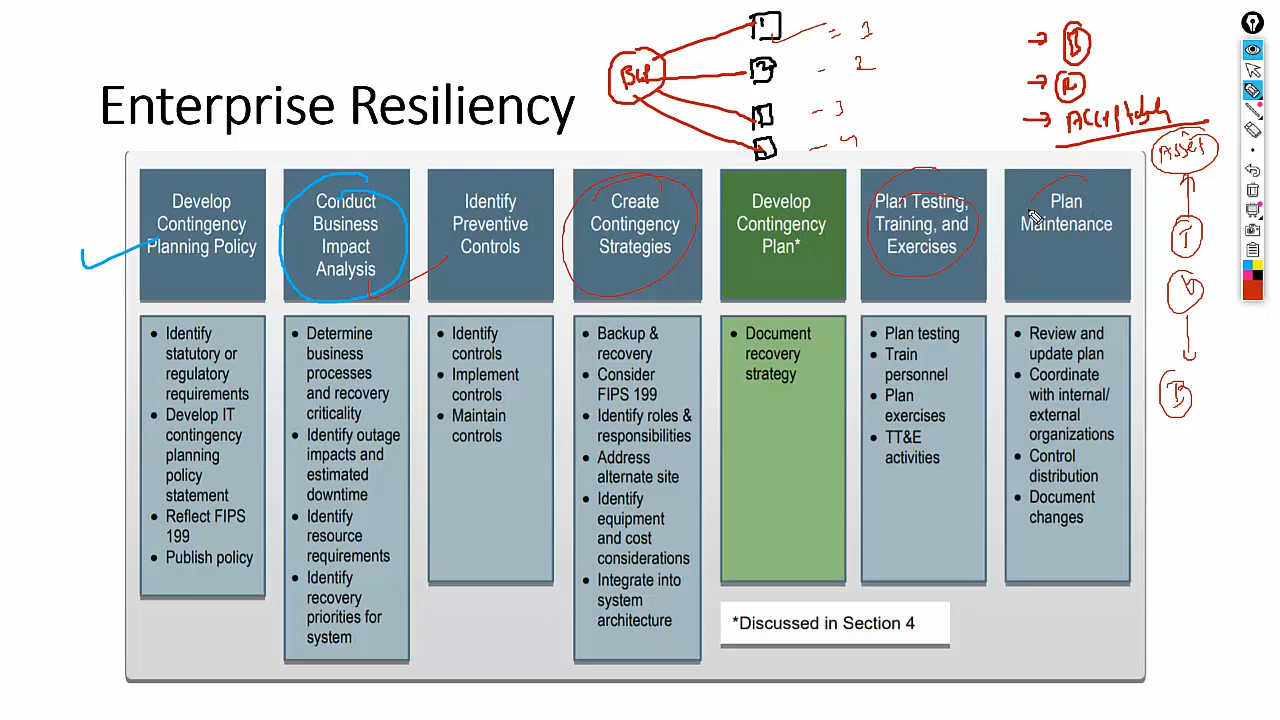 Enterprise Resiliency
BCP
1
= 1
- 2
- 3
- 4
Acceptable
Asset
T
V
Develop
Contingency
Planning Policy
• Identify
statutory or
regulatory
requirements
• Develop IT
contingency
planning
policy
statement
• Reflect FIPS
199
• Publish policy
Conduct
Business
Impact
Analysis
• Determine
business
processes
and recovery
criticality
• Identify outage
impacts and
estimated
downtime
• Identify
resource
requirements
• Identify
recovery
priorities for
system
Identify
Preventive
Controls
• Identify
controls
• Implement
controls
• Maintain
controls
Create
Contingency
Strategies
• Backup &
recovery
• Consider
FIPS 199
• Identify roles &
responsibilities
• Address
alternate site
• Identify
equipment
and cost
considerations
• Integrate into
system
architecture
Develop
Contingency
Plan*
• Document
recovery
strategy
Plan Testing,
Training, and
Exercises
• Plan testing
• Train
personnel
• Plan
exercises
• TT&E
activities
Plan
Maintenance
• Review and
update plan
• Coordinate
with internal/
external
organizations
• Control
distribution
• Document
changes
*Discussed in Section 4